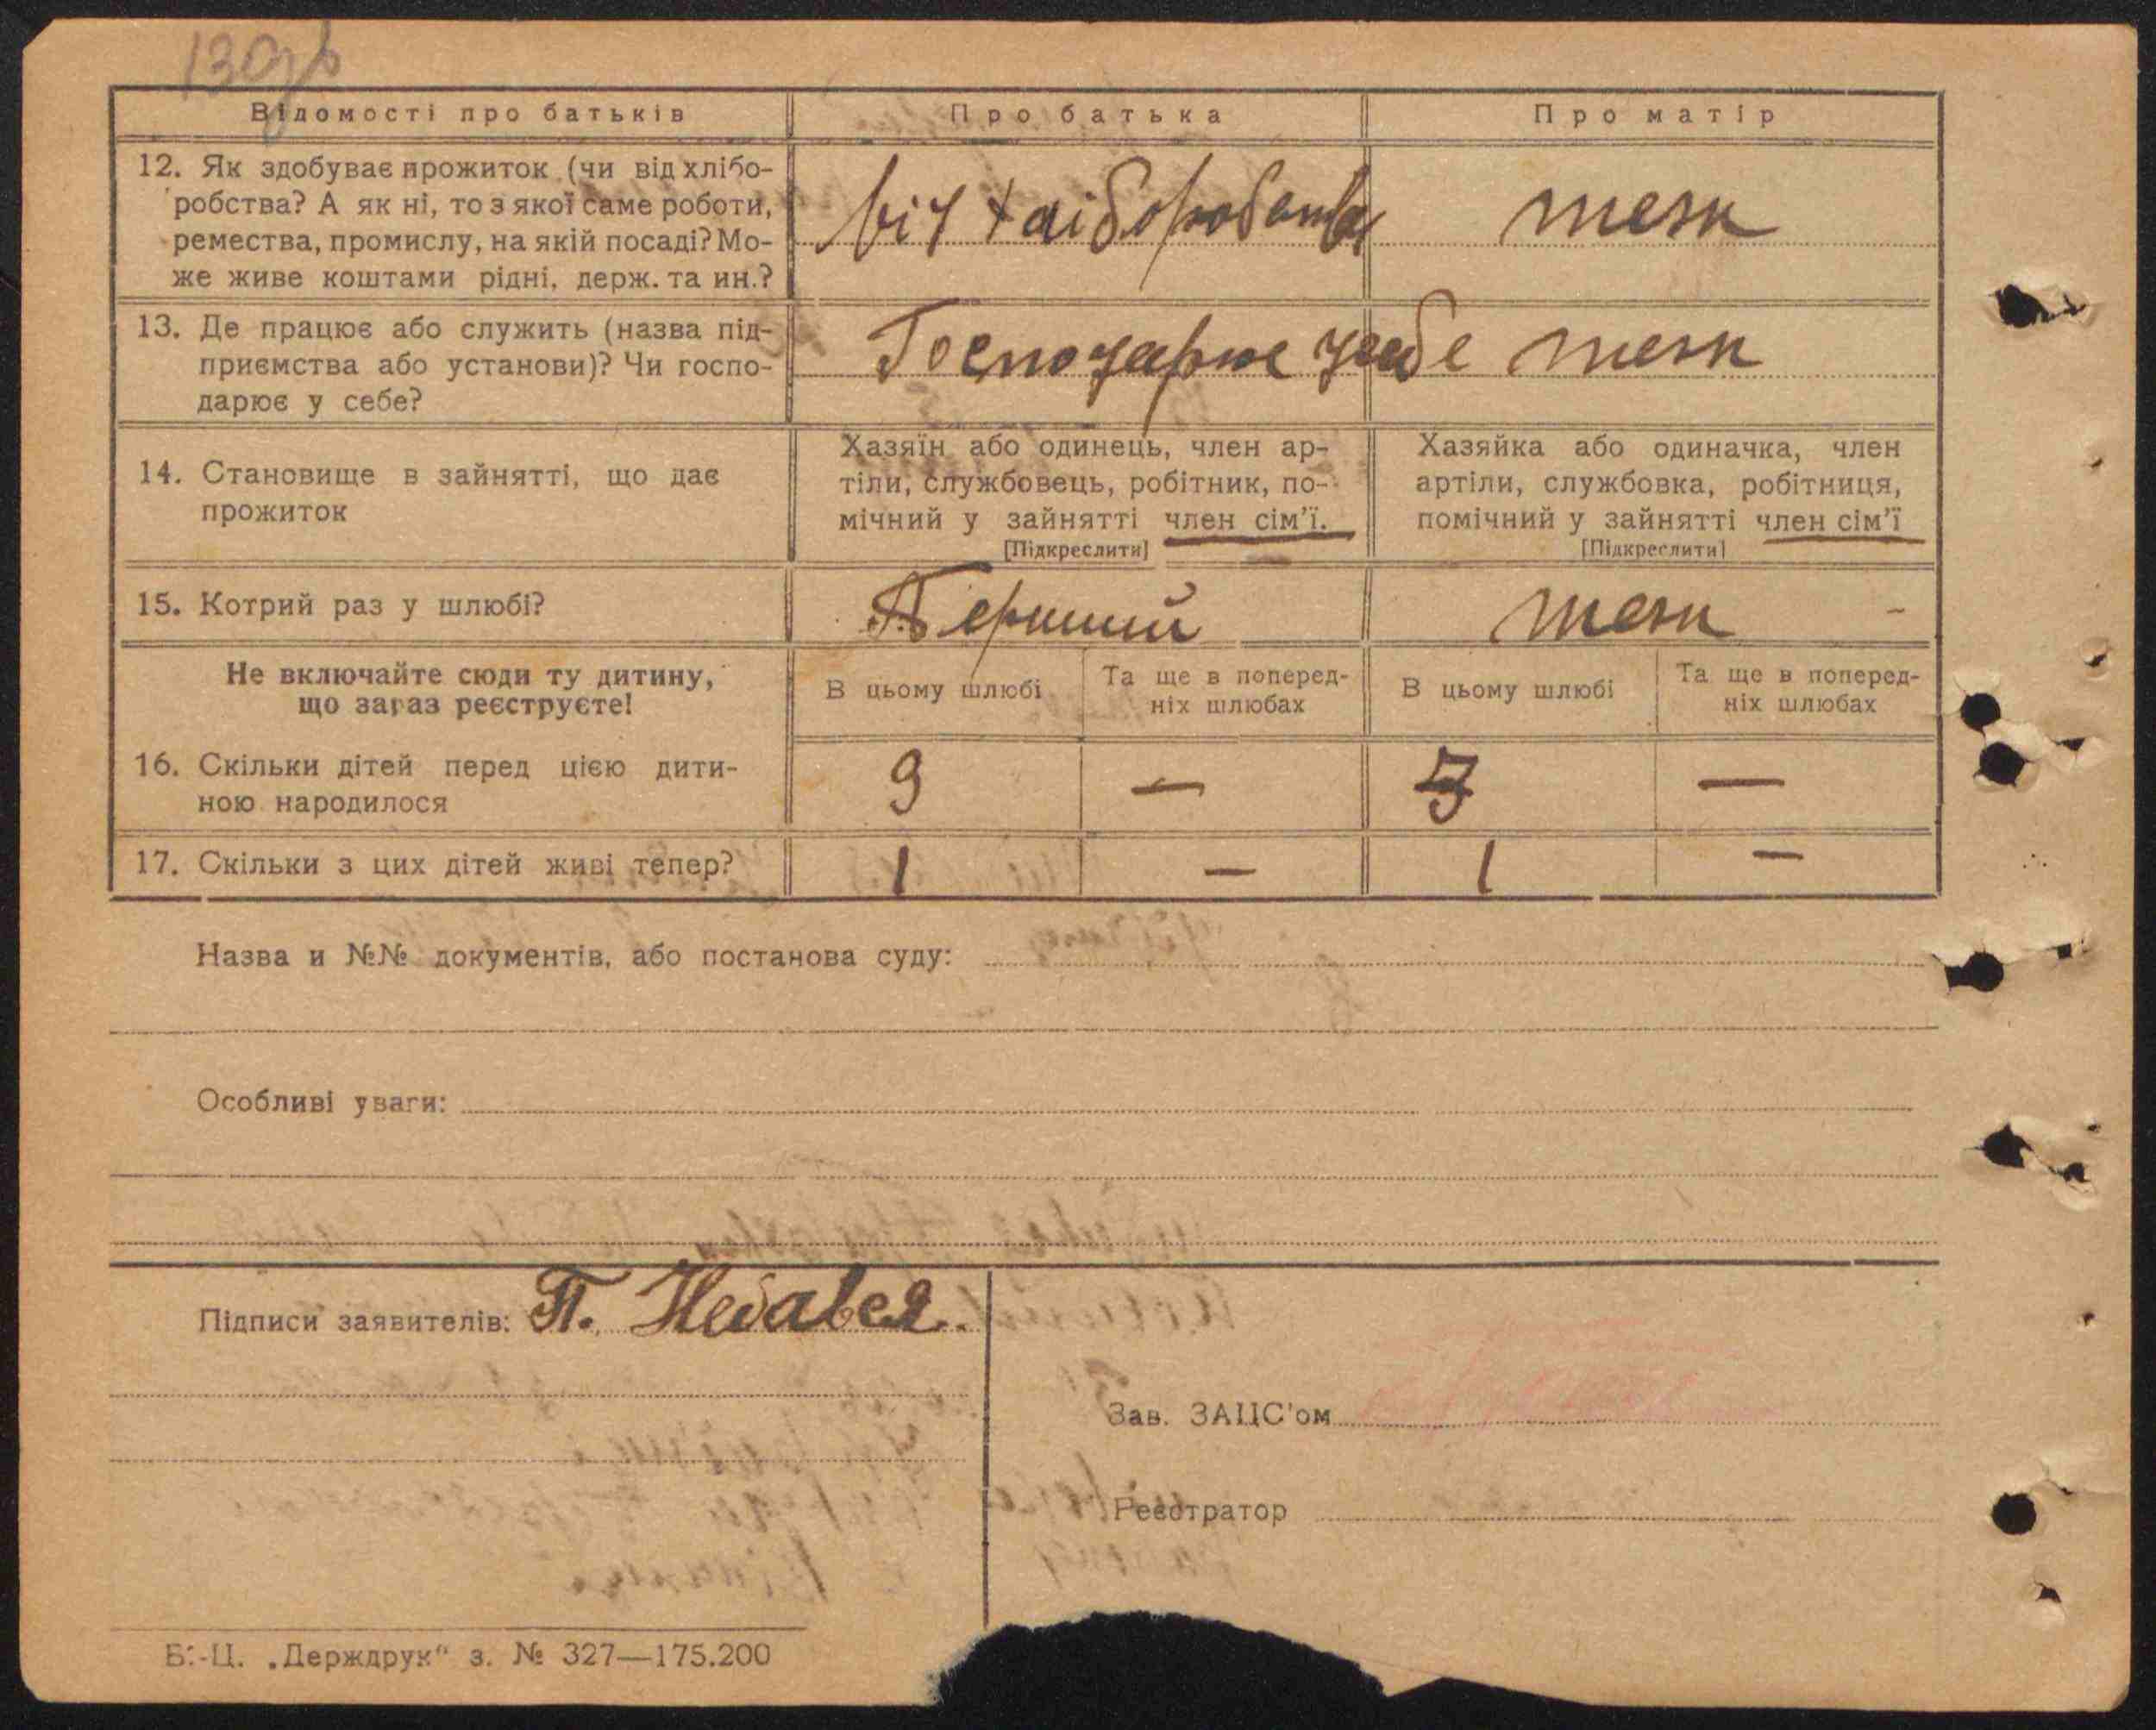 130зв
Відомості про батьків
Про батька
Про матір
12. Як здобуває прожиток (чи від хлібо-
робства? А як ні, то з якої саме роботи,
ремества, промислу, на якій посаді? Мо-
же живе коштами рідні, держ. та ин.?
від хліборобства
теж
13. Де працює або служить (назва під-
приємства або установи)? Чи госпо-
дарює у себе?
Господарює у себе
теж
14. Становище в зайнятті, що дає
прожиток
Хазяїн або одинець, член ар-
тіли, службовець, робітник, по-
мічний у зайнятті член сім'ї.
[Підкреслити]
Хазяйка або одиначка, член
артіли, службовка, робітниця,
помічний у зайнятті член сім'ї
[Підкреслити]
15. Котрий раз у шлюбі?
Перший
теж
Не включайте сюди ту дитину,
що зараз реєструєте!
В цьому шлюбі
Та ще в поперед-
ніх шлюбах
В цьому шлюбі
Та ще в поперед-
ніх шлюбах
16. Скільки дітей перед цією дити-
ною народилося
—
—
17. Скільки з цих дітей живі тепер?
1
—
1
—
Назва и №№ документів, або постанова суду:
Особливі уваги:
Підписи заявителів: П.
Зав. ЗАЦС'ом
Реєстратор
Б.-Ц. „Держдрук" з. № 327—175.200